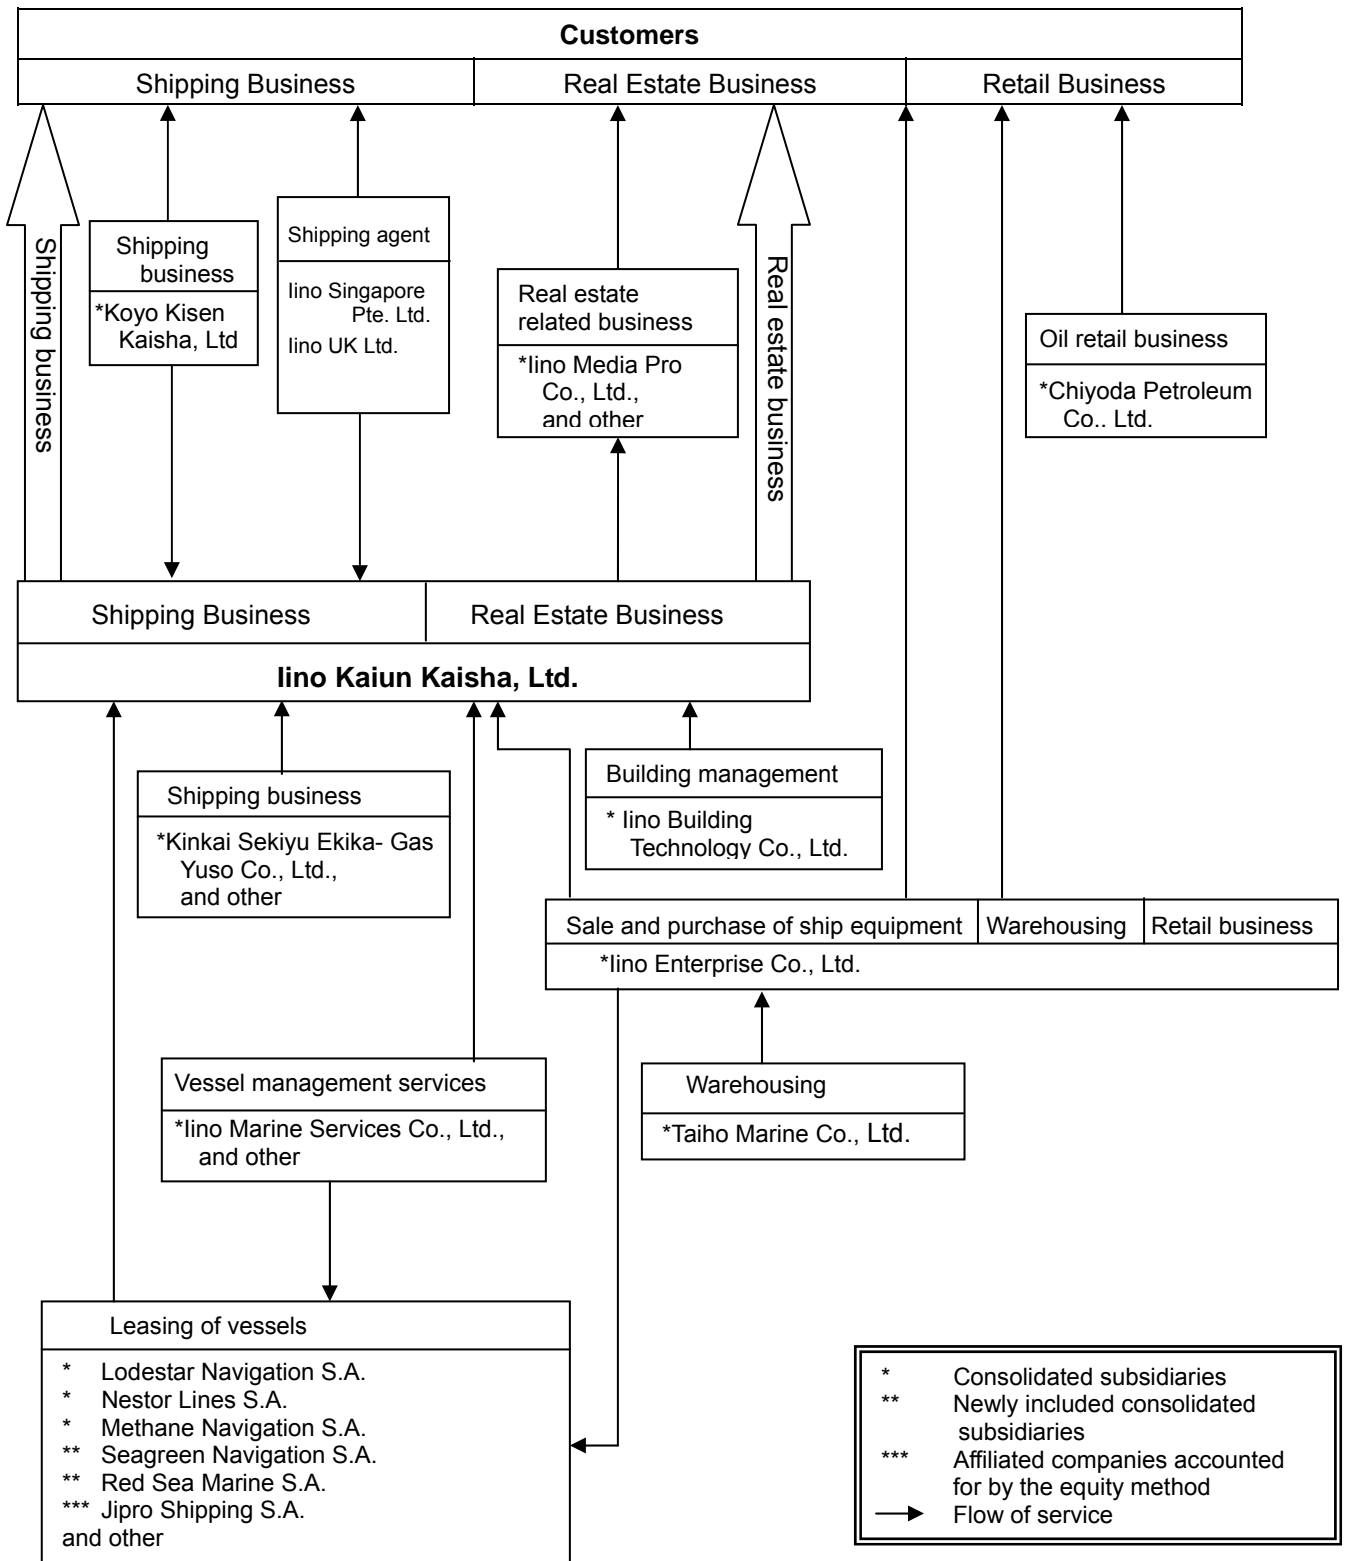 Customers
Shipping Business
Real Estate Business
Retail Business
Shipping business
Shipping
business
*Koyo Kisen
Kaisha, Ltd
Shipping agent
Iino Singapore
Pte. Ltd.
Iino UK Ltd.
Real estate
related business
*Iino Media Pro
Co., Ltd.,
and other
Real estate business
Oil retail business
*Chiyoda Petroleum
Co.. Ltd.
Shipping Business
Real Estate Business
Iino Kaiun Kaisha, Ltd.
Shipping business
*Kinkai Sekiyu Ekika- Gas
Yuso Co., Ltd.,
and other
Building management
* Iino Building
Technology Co., Ltd.
Sale and purchase of ship equipment
Warehousing
Retail business
*Iino Enterprise Co., Ltd.
Vessel management services
*Iino Marine Services Co., Ltd.,
and other
Warehousing
*Taiho Marine Co., Ltd.
Leasing of vessels
* Lodestar Navigation S.A.
* Nestor Lines S.A.
* Methane Navigation S.A.
** Seagreen Navigation S.A.
** Red Sea Marine S.A.
*** Jipro Shipping S.A.
and other
* Consolidated subsidiaries
** Newly included consolidated
subsidiaries
*** Affiliated companies accounted
for by the equity method
Flow of service